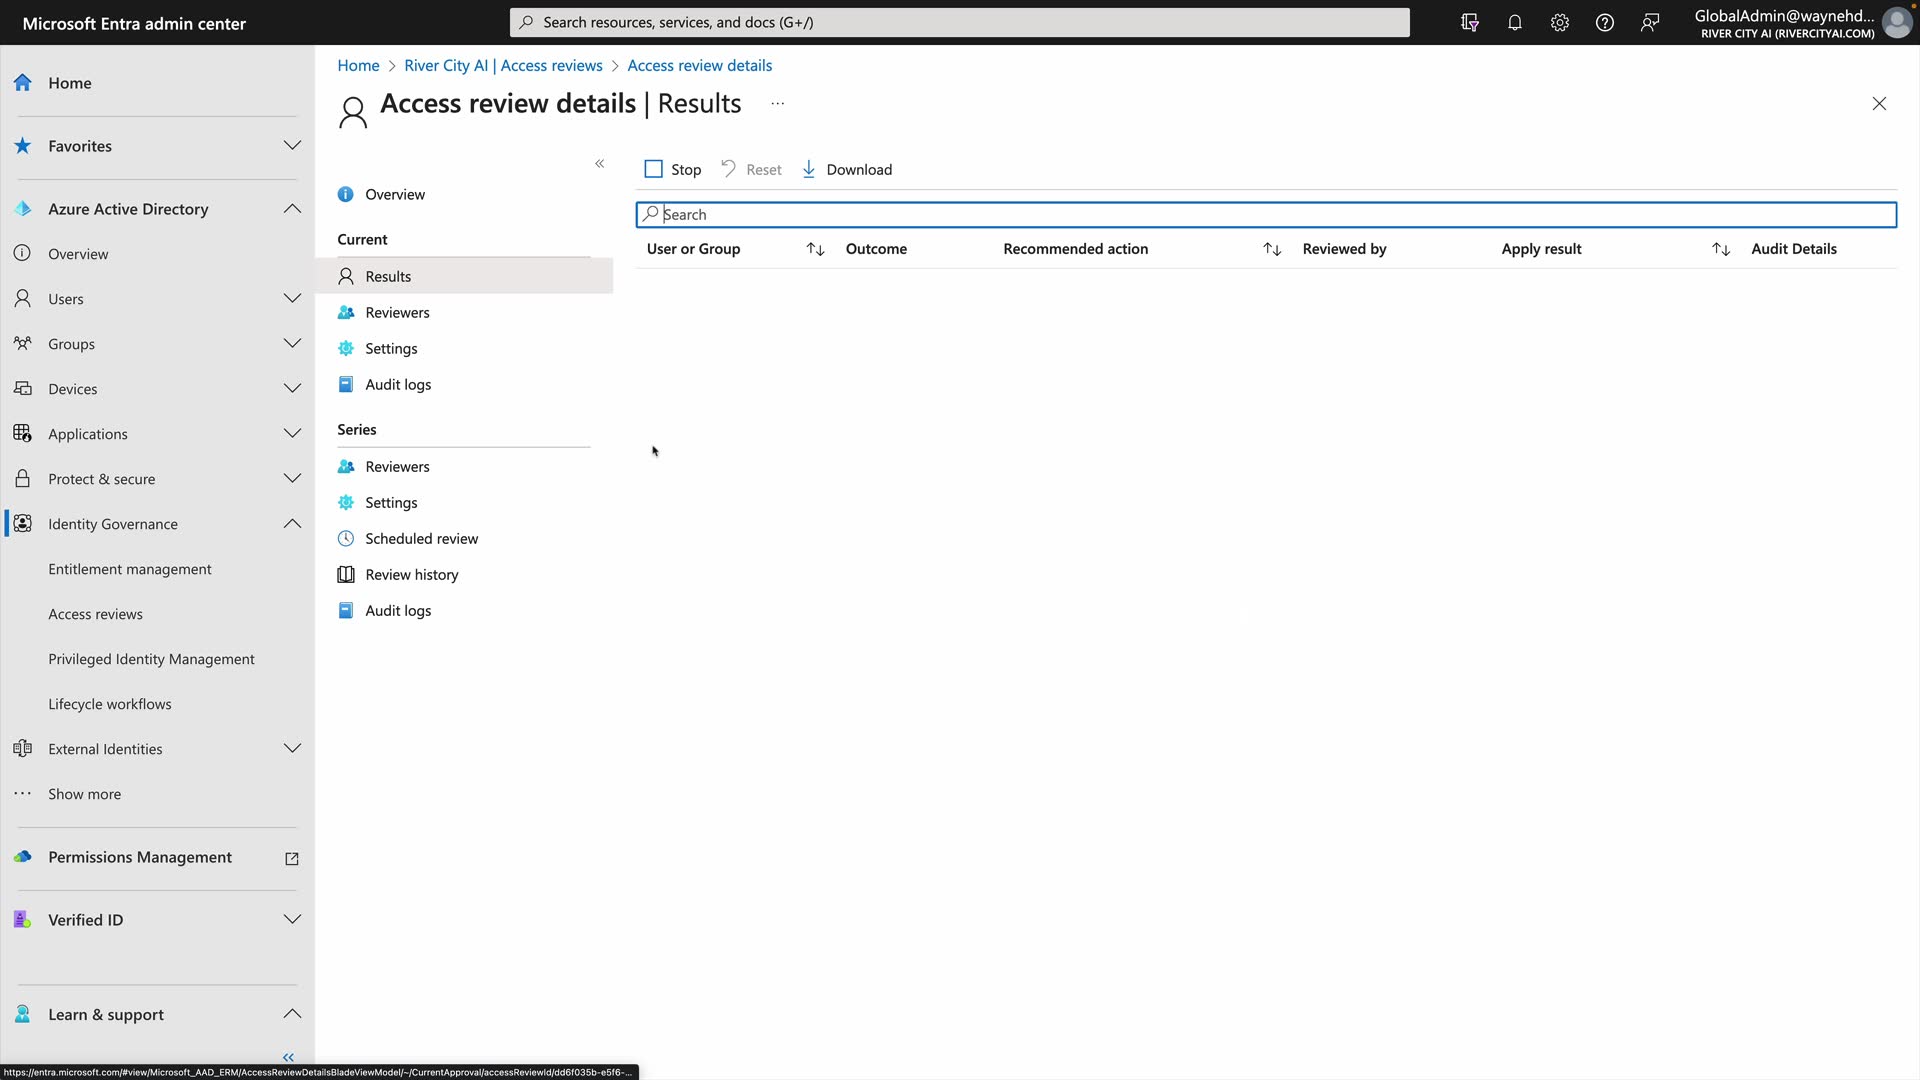 Microsoft Entra admin center
Search resources, services, and docs (G+/)
GlobalAdmin@waynehd...
RIVER CITY AI (RIVERCITYAI.COM)
Home
Favorites
Azure Active Directory
Overview
Users
Groups
Devices
Applications
Protect & secure
Identity Governance
Entitlement management
Access reviews
Privileged Identity Management
Lifecycle workflows
External Identities
Show more
Permissions Management
Verified ID
Learn & support
Home > River City AI | Access reviews > Access review details
Access review details | Results ...
Overview
Current
Results
Reviewers
Settings
Audit logs
Series
Reviewers
Settings
Scheduled review
Review history
Audit logs
Stop Reset Download
Search
User or Group Outcome Recommended action Reviewed by Apply result Audit Details
https://entra.microsoft.com/#view/Microsoft_AAD_ERM/AccessReviewDetailsBladeViewModel/~/CurrentApproval/accessReviewId/dd6f035b-e5f6-...